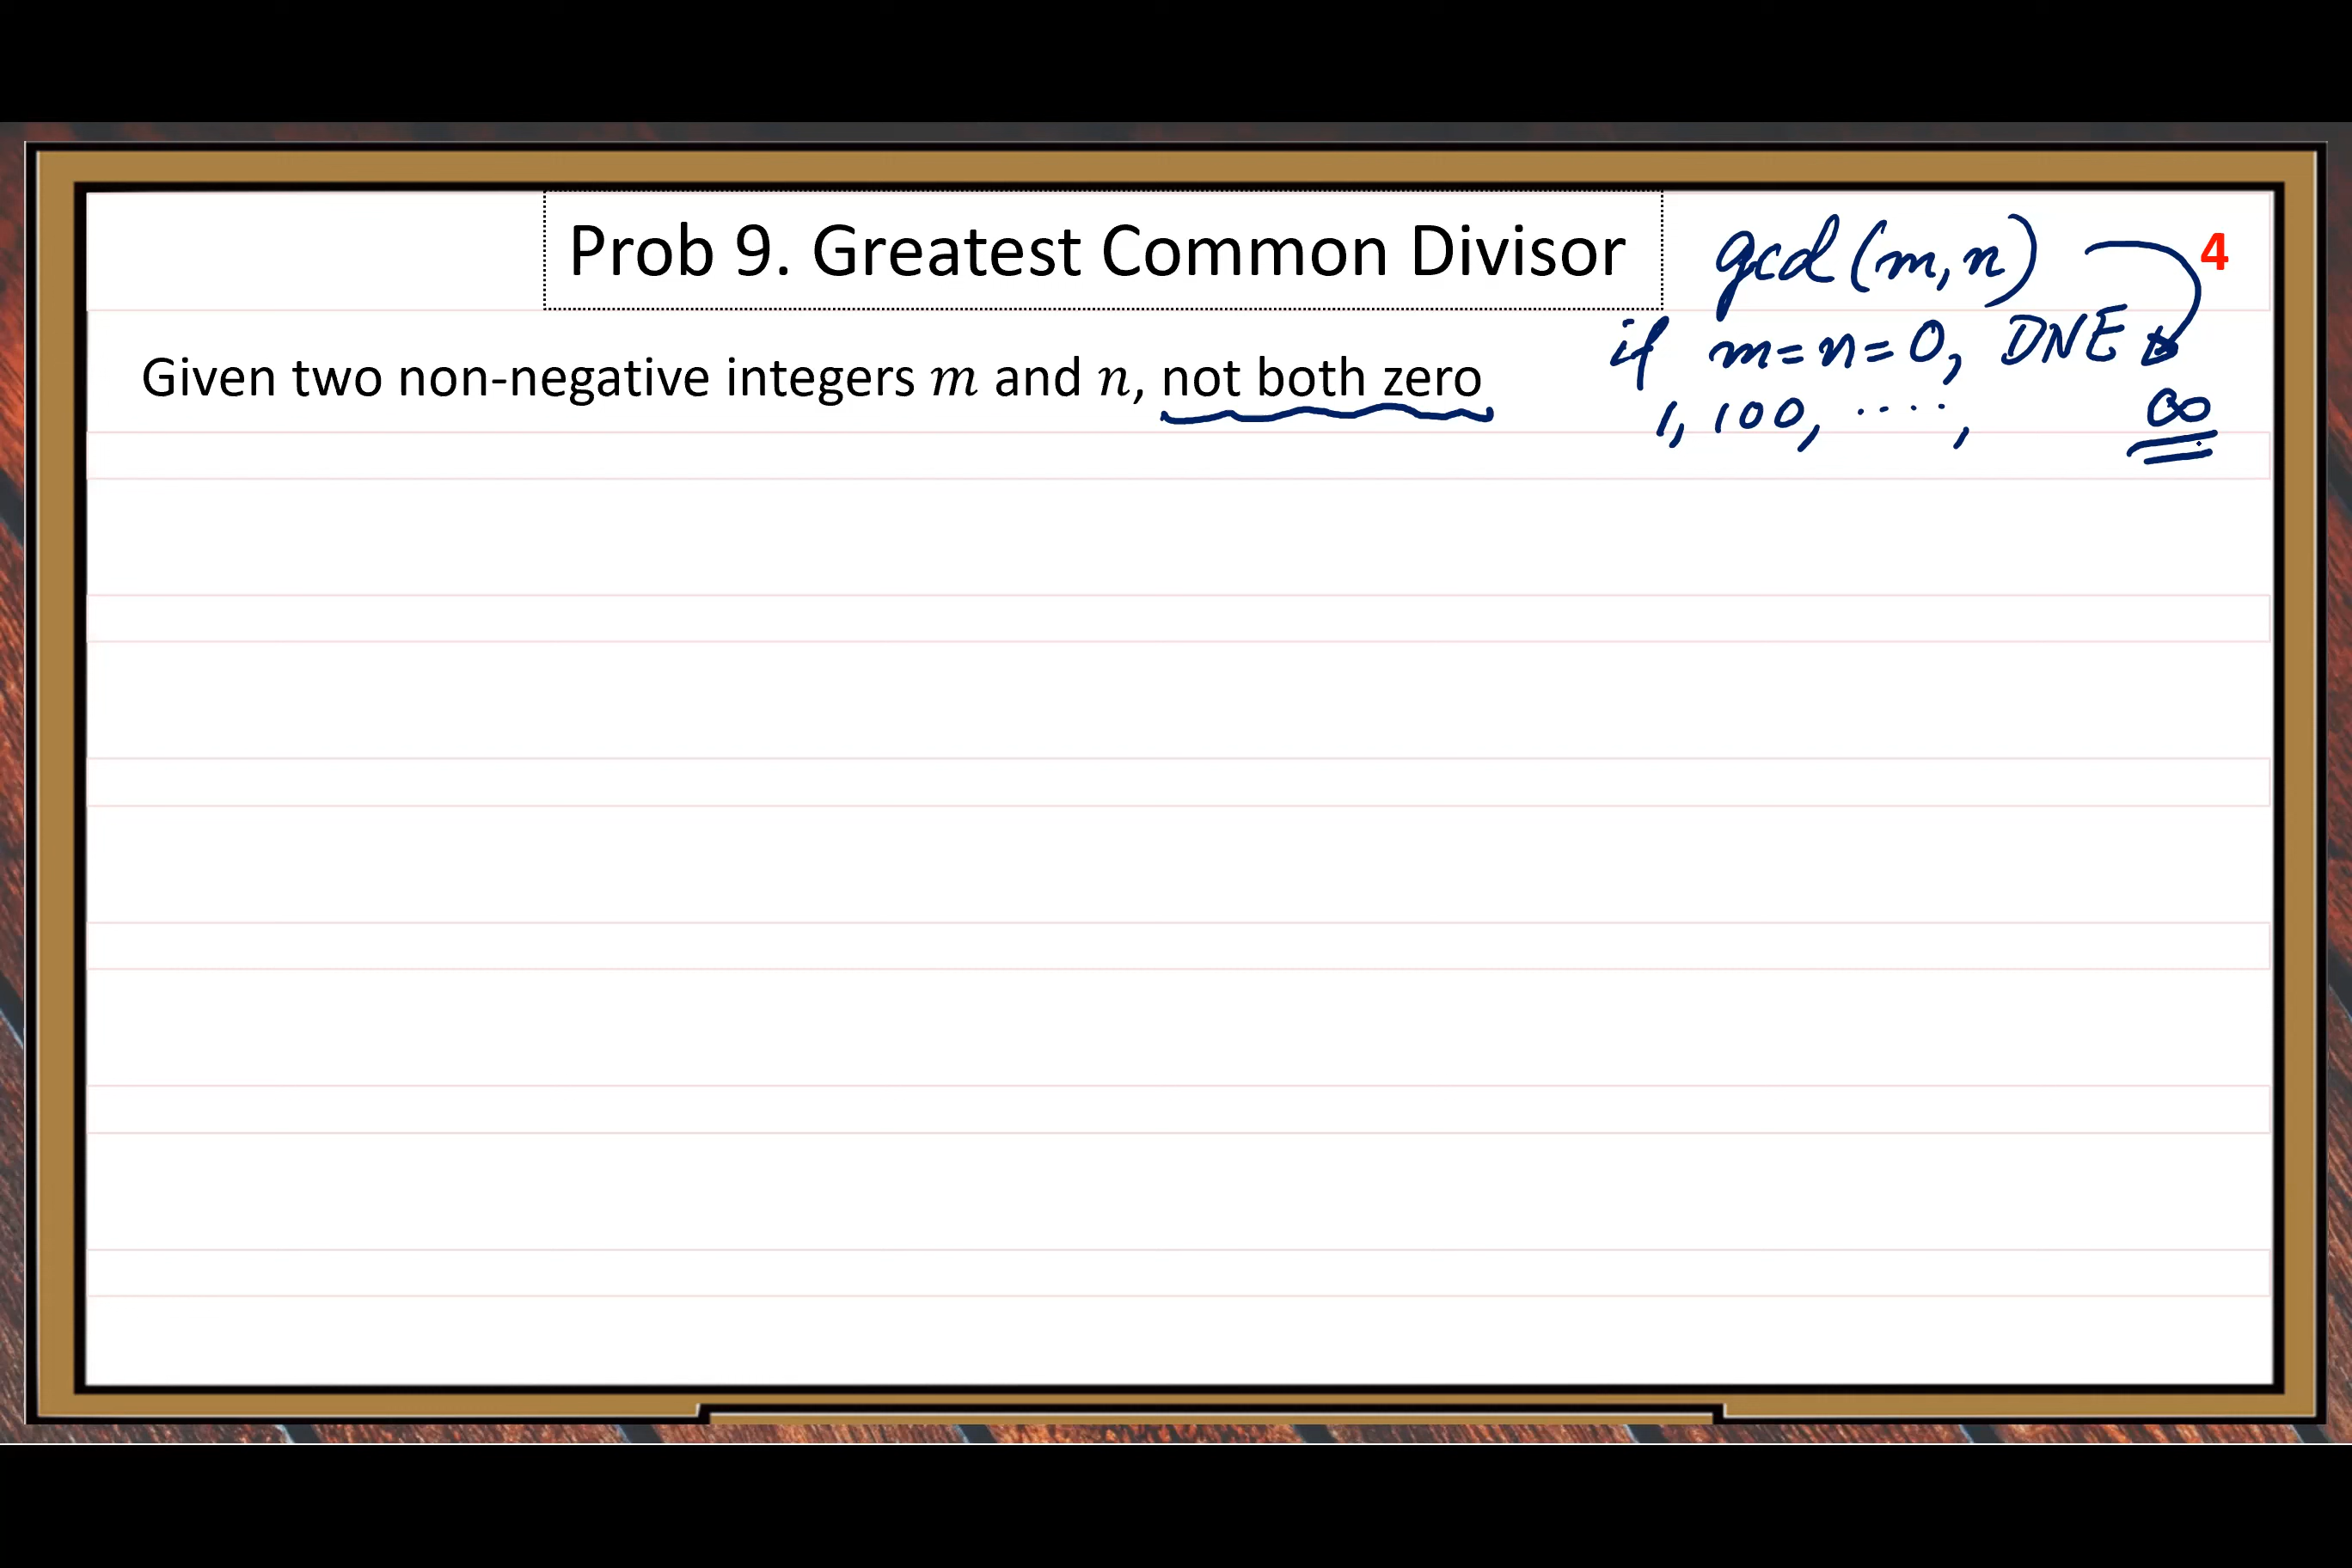 Prob 9. Greatest Common Divisor
gcd(m,n)
4
if m=n=0, DNE
Given two non-negative integers m and n, not both zero
1, 100, ....,
∞